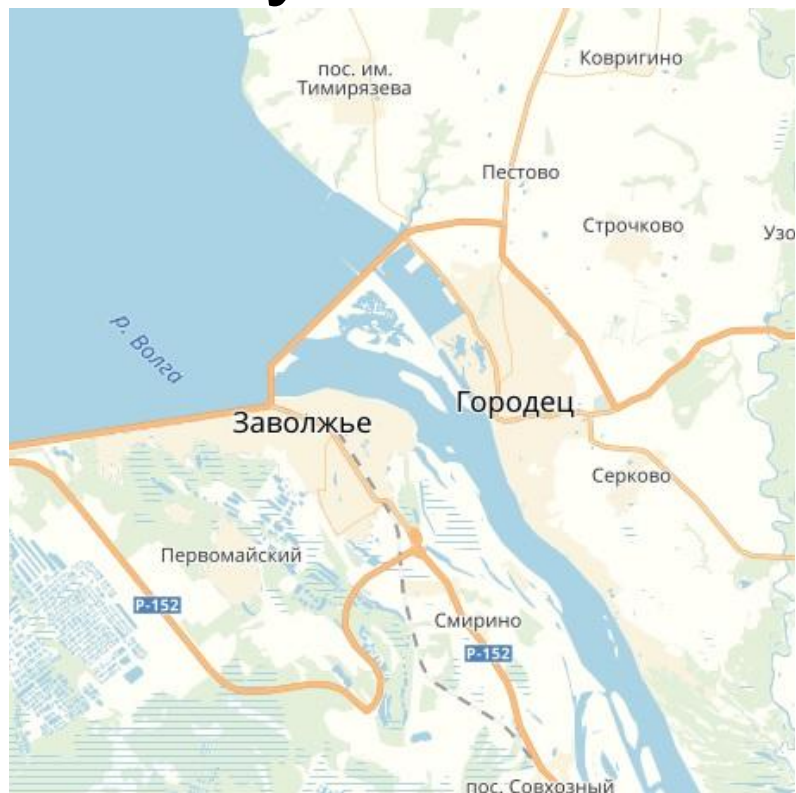 Ковригино
пос. им.
Тимирязева
Пестово
Строчково
Узо
р. Волга
Городец
Заволжье
Серково
Первомайский
Р-152
Смирино
Р-152
пос. Совхозный